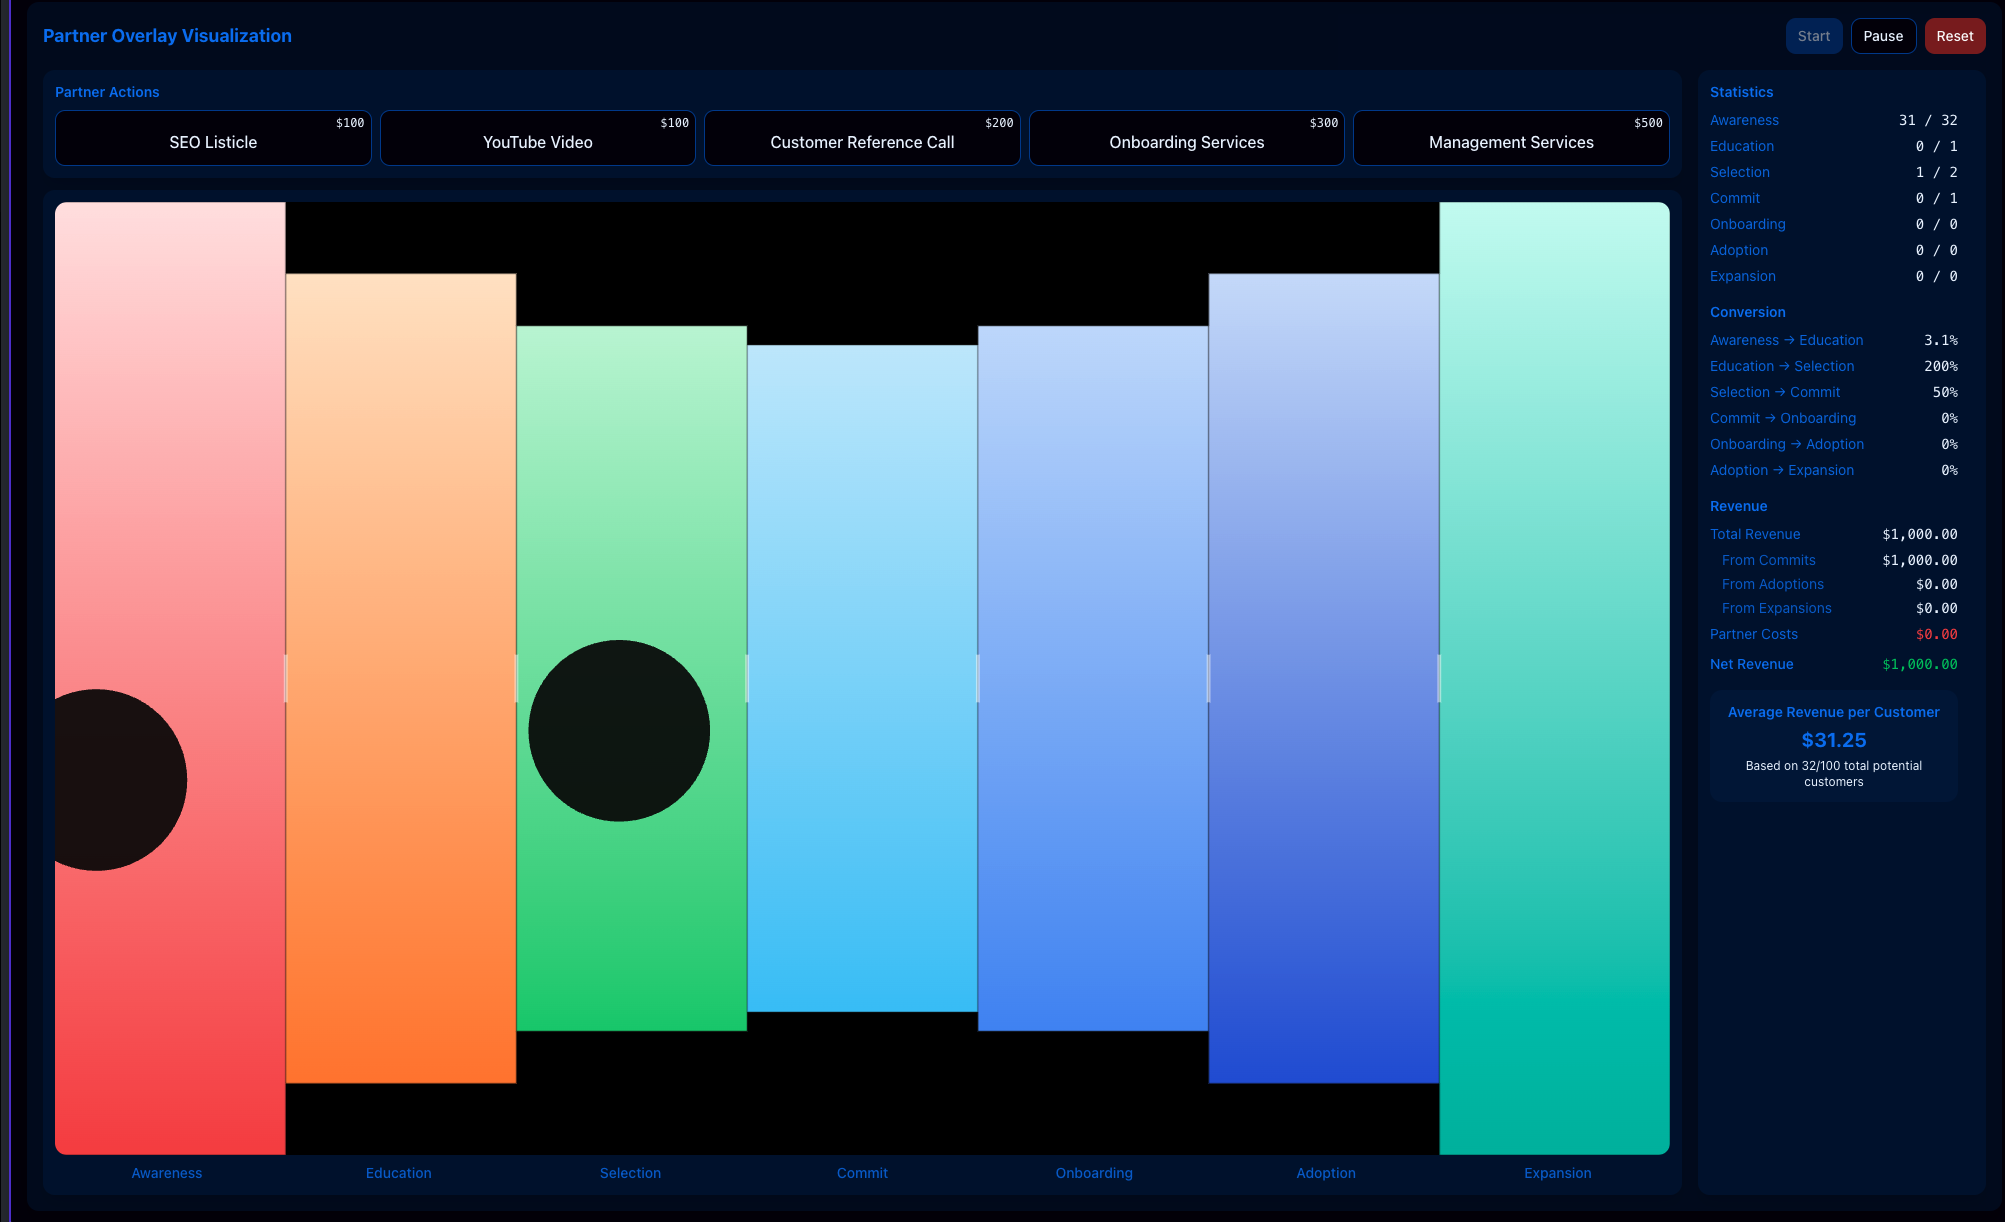 Partner Overlay Visualization
Start
Pause
Reset
Partner Actions
SEO Listicle
$100
YouTube Video
$100
Customer Reference Call
$200
Onboarding Services
$300
Management Services
$500
Awareness
Education
Selection
Commit
Onboarding
Adoption
Expansion
Statistics
Awareness 31 / 32
Education 0 / 1
Selection 1 / 2
Commit 0 / 1
Onboarding 0 / 0
Adoption 0 / 0
Expansion 0 / 0
Conversion
Awareness → Education 3.1%
Education → Selection 200%
Selection → Commit 50%
Commit → Onboarding 0%
Onboarding → Adoption 0%
Adoption → Expansion 0%
Revenue
Total Revenue $1,000.00
From Commits $1,000.00
From Adoptions $0.00
From Expansions $0.00
Partner Costs $0.00
Net Revenue $1,000.00
Average Revenue per Customer
$31.25
Based on 32/100 total potential
customers